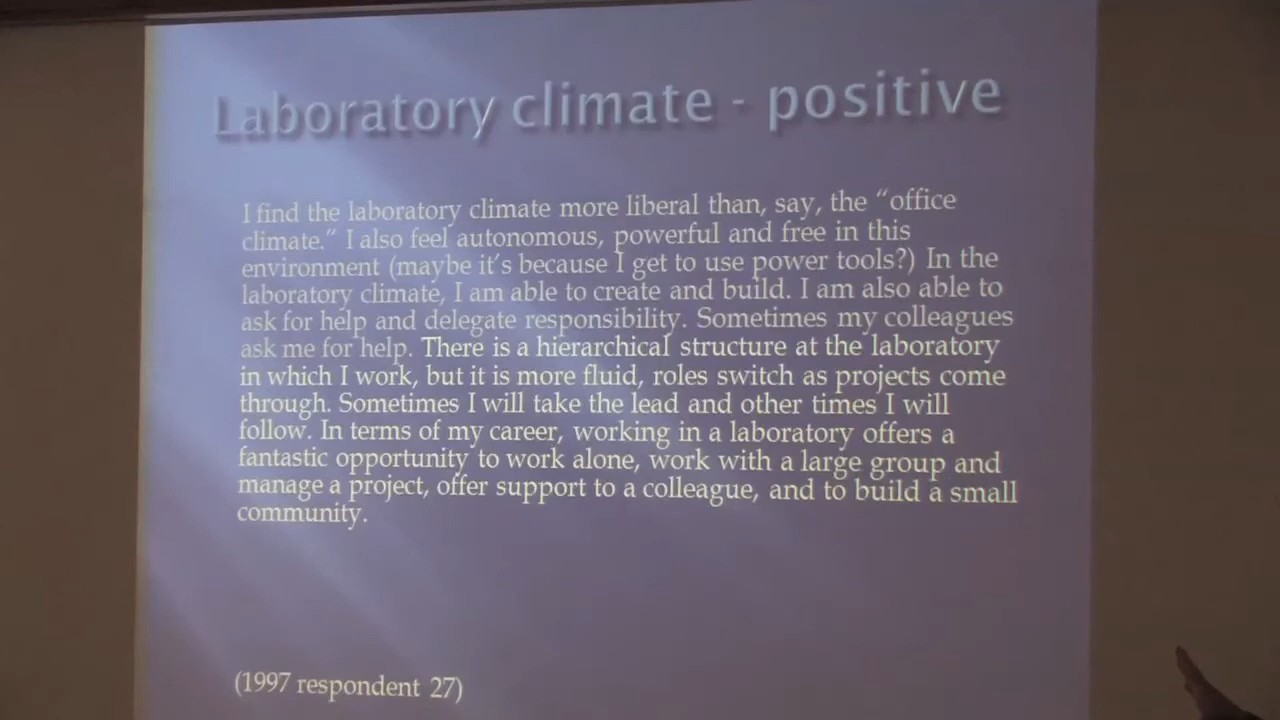 Laboratory climate - positive
I find the laboratory climate more liberal than, say, the “office
climate.” I also feel autonomous, powerful and free in this
environment (maybe it’s because I get to use power tools?) In the
laboratory climate, I am able to create and build. I am also able to
ask for help and delegate responsibility. Sometimes my colleagues
ask me for help. There is a hierarchical structure at the laboratory
in which I work, but it is more fluid, roles switch as projects come
through. Sometimes I will take the lead and other times I will
follow. In terms of my career, working in a laboratory offers a
fantastic opportunity to work alone, work with a large group and
manage a project, offer support to a colleague, and to build a small
community.
(1997 respondent 27)